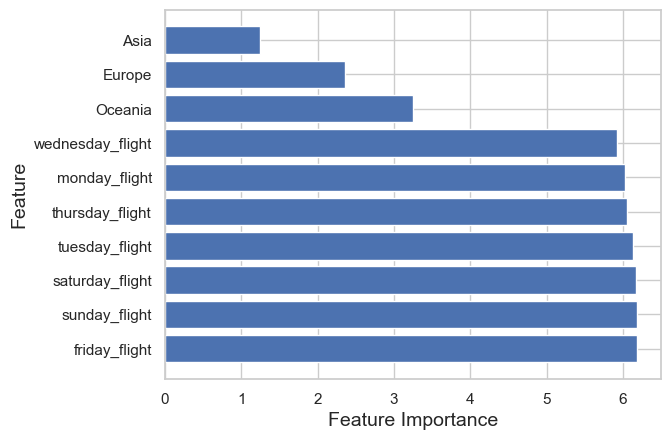 Asia
Europe
Oceania
wednesday_flight
monday_flight
thursday_flight
tuesday_flight
saturday_flight
sunday_flight
friday_flight
Feature
0 1 2 3 4 5 6
Feature Importance